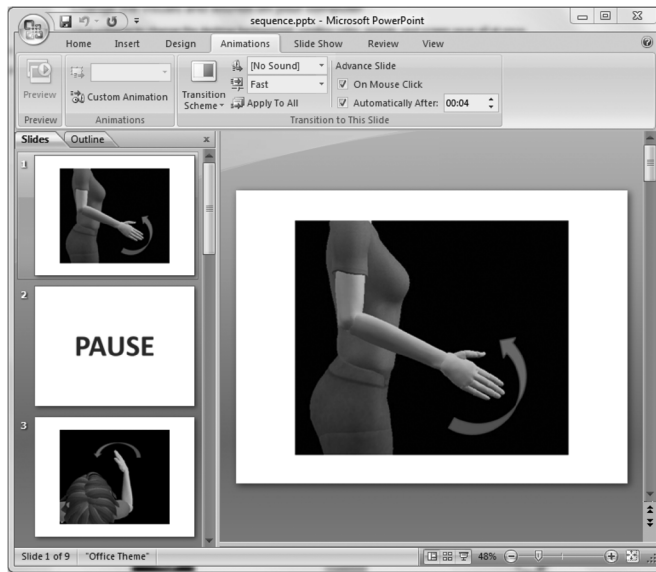 sequence.pptx - Microsoft PowerPoint
Home Insert Design Animations Slide Show Review View
Preview
Custom Animation
Transition Scheme
[No Sound]
Fast
Apply To All
Advance Slide
On Mouse Click
Automatically After: 00:04
Preview Animations Transition to This Slide
Slides Outline x
1
2
PAUSE
3
Slide 1 of 9 "Office Theme" 48%